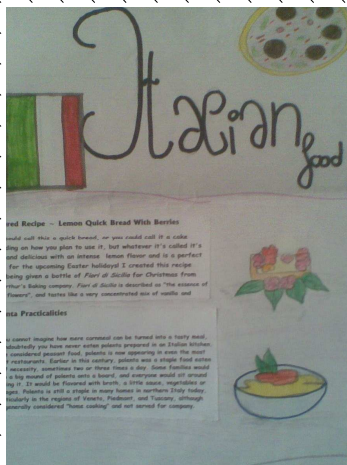 Italian
food
red Recipe ~ Lemon Quick Bread With Berries
could call this a quick bread, or you could call it a cake
ding on how you plan to use it, but whatever it's called it's
and delicious with an intense lemon flavor and is a perfect
for the upcoming Easter holidays! I created this recipe
being given a bottle of Fiori di Sicilia for Christmas from
rthur's Baking company. Fiori di Sicilia is described as "the essence of
flowers", and tastes like a very concentrated mix of vanilla and
nta Practicalities
u cannot imagine how mere cornmeal can be turned into a tasty meal,
doubtedly you have never eaten polenta prepared in an Italian kitchen
considered peasant food, polenta is now appearing in even the most
restaurants. Earlier in this century, polenta was a staple food eaten
necessity, sometimes two or three times a day. Some families would
a big mound of polenta onto a board, and everyone would sit around
ing it. It would be flavored with broth, a little sauce, vegetables or
ages. Polenta is still a staple in many homes in northern Italy today,
ticularly in the regions of Veneto, Piedmont, and Tuscany, although
generally considered "home cooking" and not served for company.